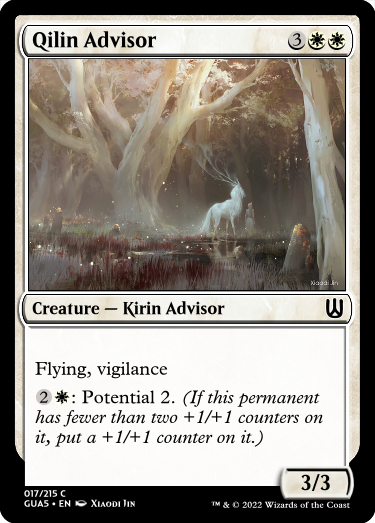 Qilin Advisor 3
Xiaodi Jin
Creature — Kirin Advisor
Flying, vigilance
2: Potential 2. (If this permanent
has fewer than two +1/+1 counters on
it, put a +1/+1 counter on it.)
3/3
017/215 C
GUA5 • EN Xiaodi Jin
™ & © 2022 Wizards of the Coast